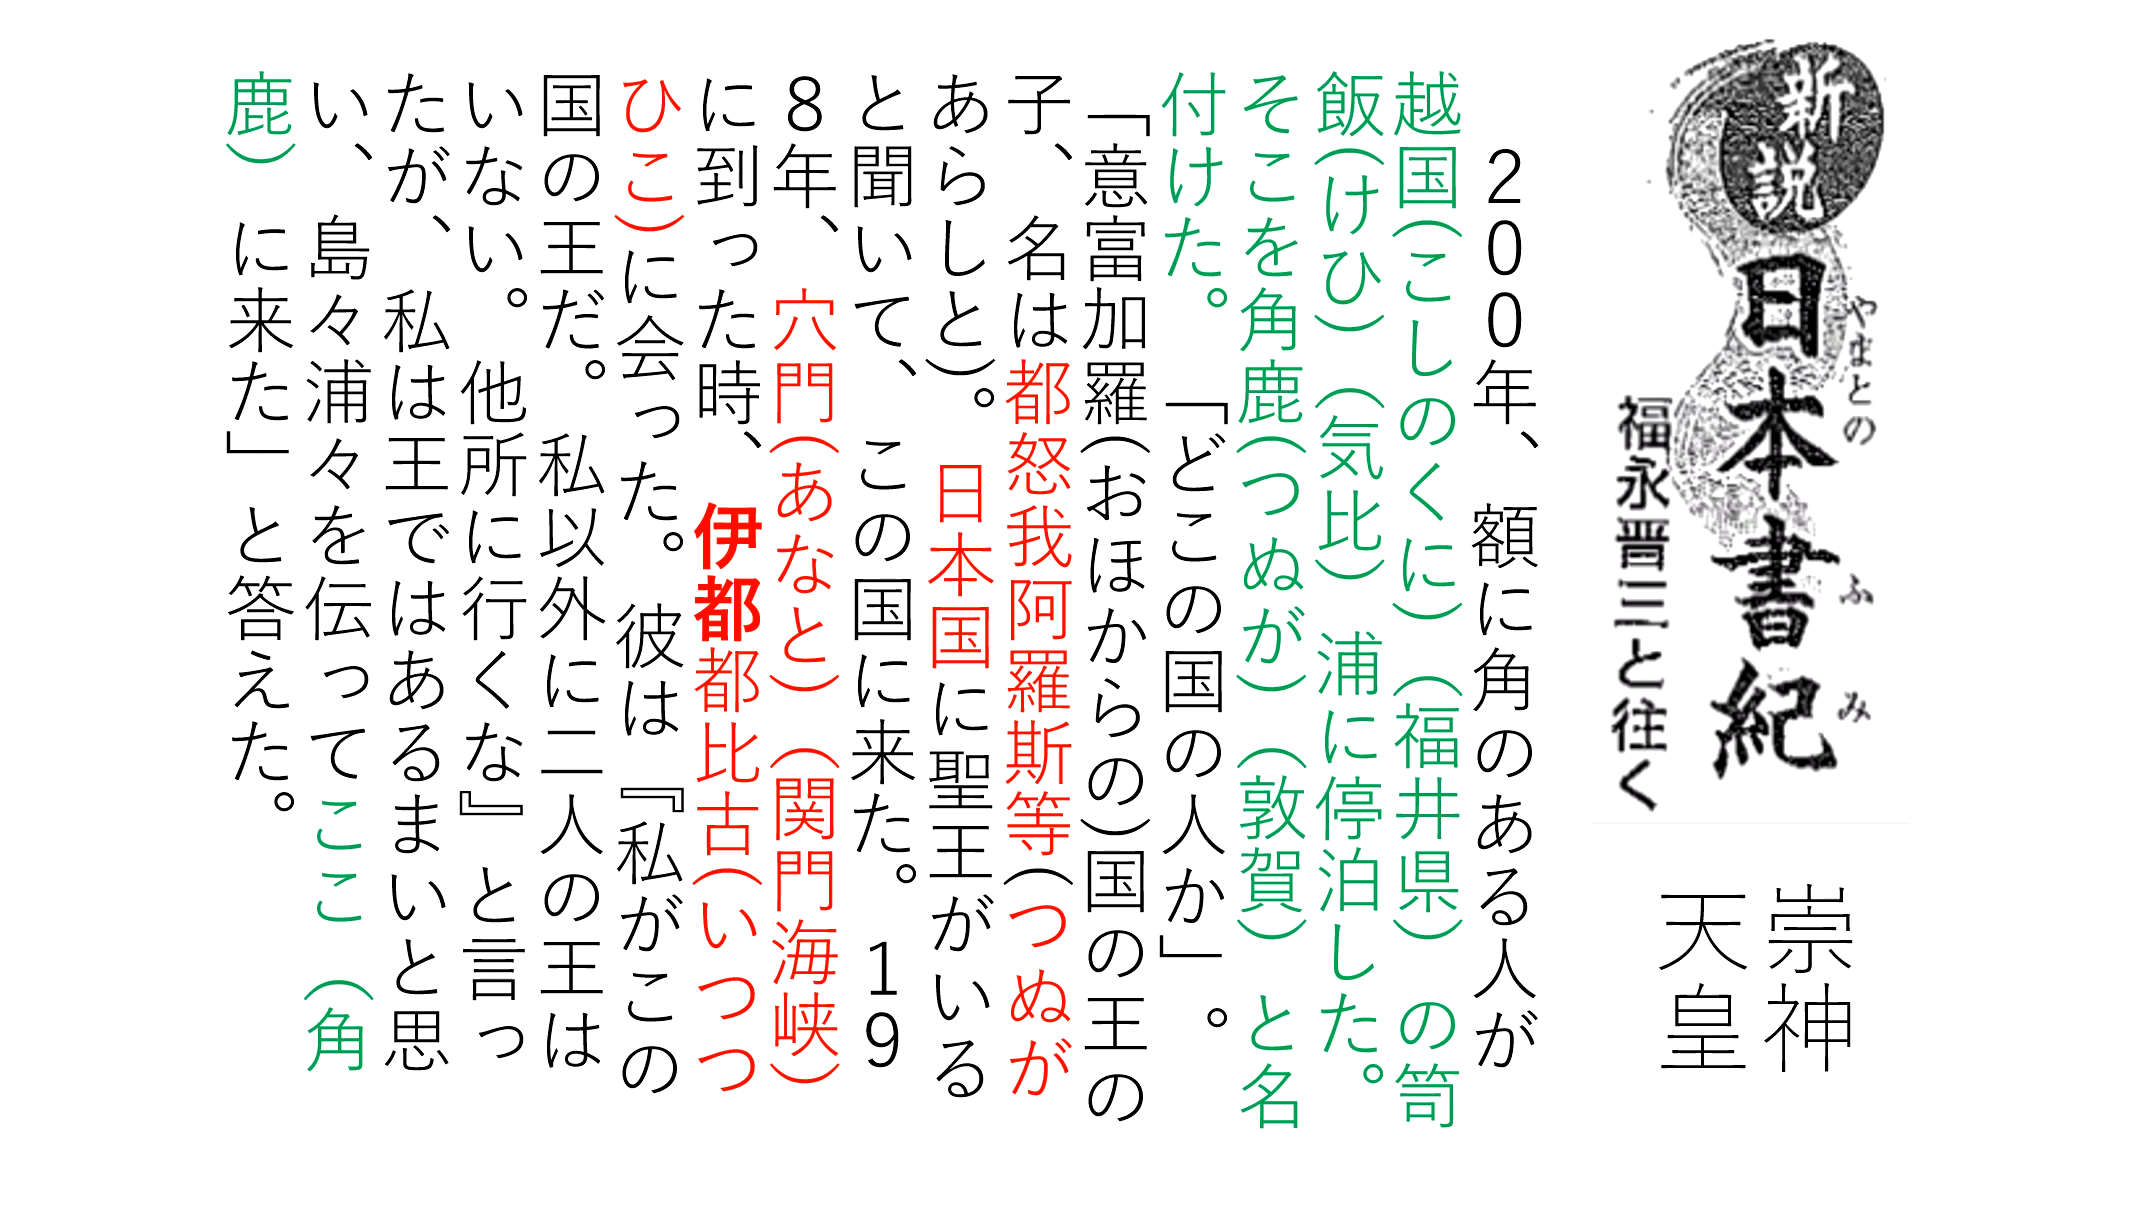 新説
日本書紀
やまとの ふみ
福永晋三と往く
崇神
天皇
200年、額に角のある人が
越国(こしのくに)(福井県)の笥
飯(けひ)(気比)浦に停泊した。
そこを角鹿(つぬが)(敦賀)と名
付けた。「どこの国の人か」。
「意富加羅(おほからの)国の王の
子、名は都怒我阿羅斯等(つぬが
あらしと)。日本国に聖王がいる
と聞いて、この国に来た。19
8年、穴門(あなと)(関門海峡)
に到った時、伊都都比古(いつつ
ひこ)に会った。彼は『私がこの
国の王だ。私以外に二人の王は
いない。他所に行くな』と言っ
たが、私は王ではあるまいと思
い、島々浦々を伝ってここ(角
鹿)に来た」と答えた。